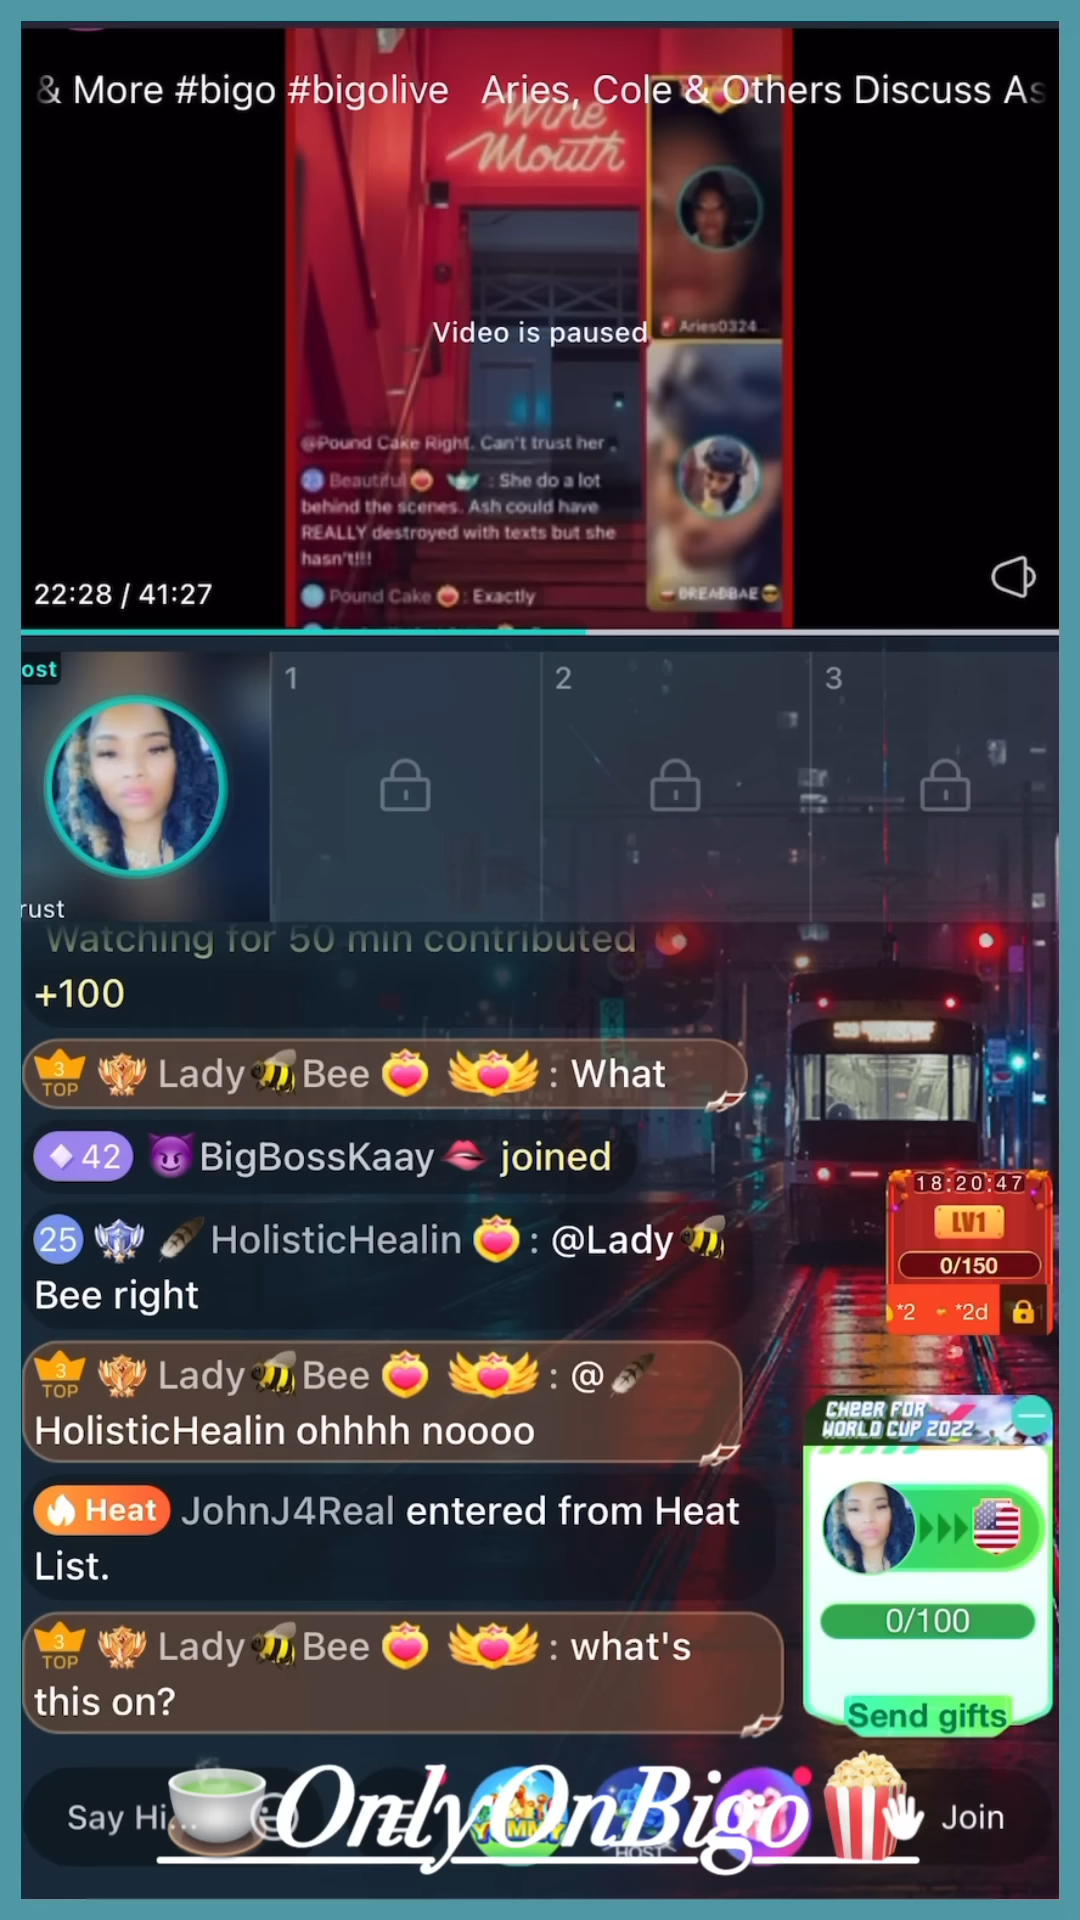 & More #bigo #bigolive Aries, Cole & Others Discuss As
Wine
Mouth
Aries0324...
Video is paused
@Pound Cake Right. Can't trust her .
23 Beautiful : She do a lot
behind the scenes. Ash could have
REALLY destroyed with texts but she
hasn't!!!
Pound Cake : Exactly
BREADBAE
22:28 / 41:27
ost
1
2
3
rust
Watching for 50 min contributed
+100
3 TOP Lady🐝Bee : What
42 😈BigBossKaay💋 joined
25 HolisticHealin : @Lady🐝
Bee right
3 TOP Lady🐝Bee : @🪶
HolisticHealin ohhhh noooo
Heat JohnJ4Real entered from Heat
List.
3 TOP Lady🐝Bee : what's
this on?
18:20:47
LV1
0/150
*2 *2d
CHEER FOR
WORLD CUP 2022
0/100
Send gifts
Say Hi...
OnlyOnBigo
YUMMY
HOST
Join